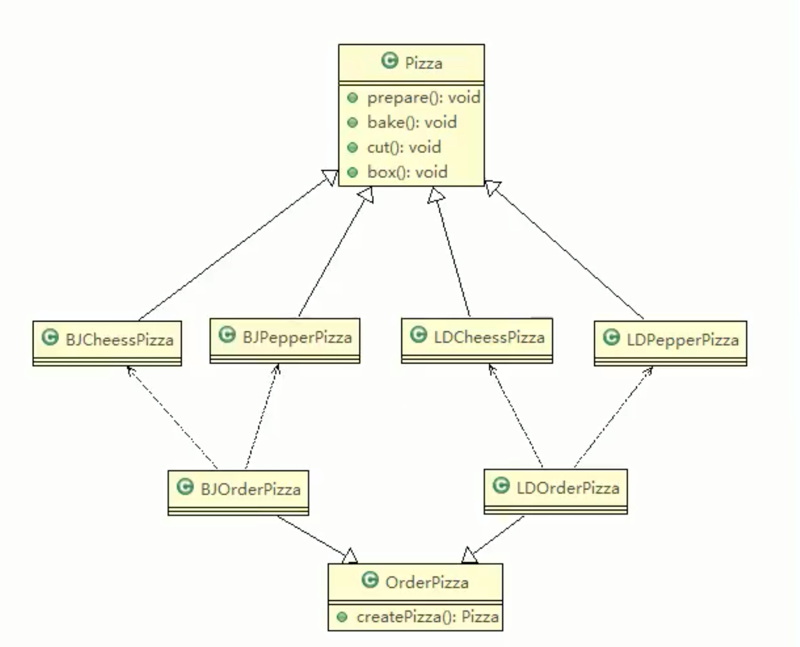 C Pizza
prepare(): void
bake(): void
cut(): void
box(): void
C BJCheessPizza
C BJPepperPizza
C LDCheessPizza
C LDPepperPizza
C BJOrderPizza
C LDOrderPizza
C OrderPizza
createPizza(): Pizza